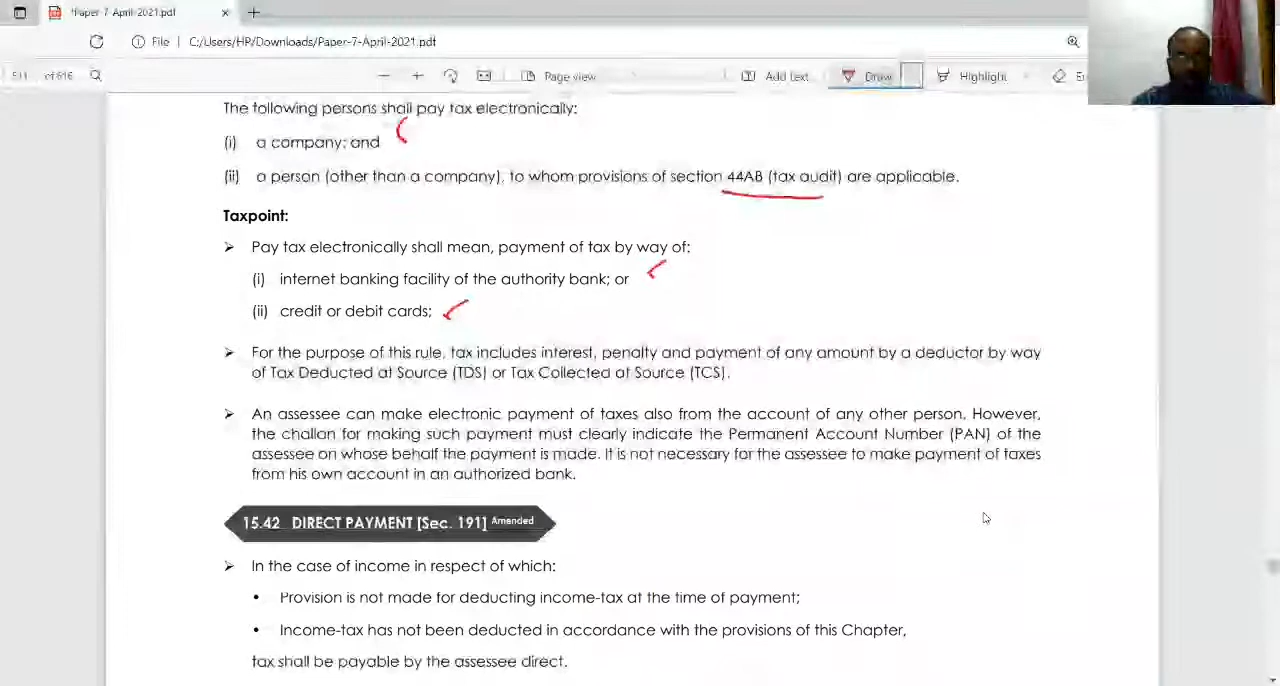 Paper-7-April-2021.pdf
File | C:/Users/HP/Downloads/Paper-7-April-2021.pdf
511 of 616 Page view Add text Draw Highlight
The following persons shall pay tax electronically:
(i) a company; and
(ii) a person (other than a company), to whom provisions of section 44AB (tax audit) are applicable.
Taxpoint:
➢ Pay tax electronically shall mean, payment of tax by way of:
(i) internet banking facility of the authority bank; or
(ii) credit or debit cards;
➢ For the purpose of this rule, tax includes interest, penalty and payment of any amount by a deductor by way
of Tax Deducted at Source (TDS) or Tax Collected at Source (TCS).
➢ An assessee can make electronic payment of taxes also from the account of any other person. However,
the challan for making such payment must clearly indicate the Permanent Account Number (PAN) of the
assessee on whose behalf the payment is made. It is not necessary for the assessee to make payment of taxes
from his own account in an authorized bank.
15.42 DIRECT PAYMENT [Sec. 191] Amended
➢ In the case of income in respect of which:
• Provision is not made for deducting income-tax at the time of payment;
• Income-tax has not been deducted in accordance with the provisions of this Chapter,
tax shall be payable by the assessee direct.